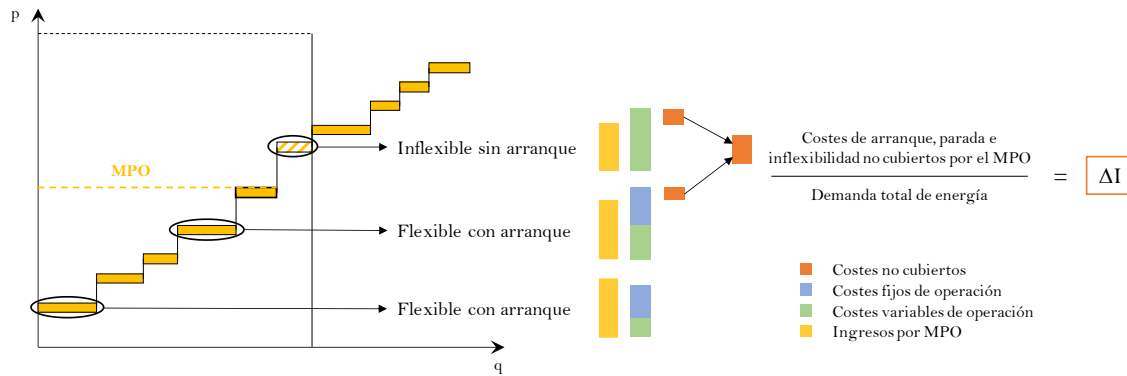 p
MPO
Inflexible sin arranque
Flexible con arranque
Flexible con arranque
q
Costes de arranque, parada e
inflexibilidad no cubiertos por el MPO
Demanda total de energía
=
ΔI
Costes no cubiertos
Costes fijos de operación
Costes variables de operación
Ingresos por MPO